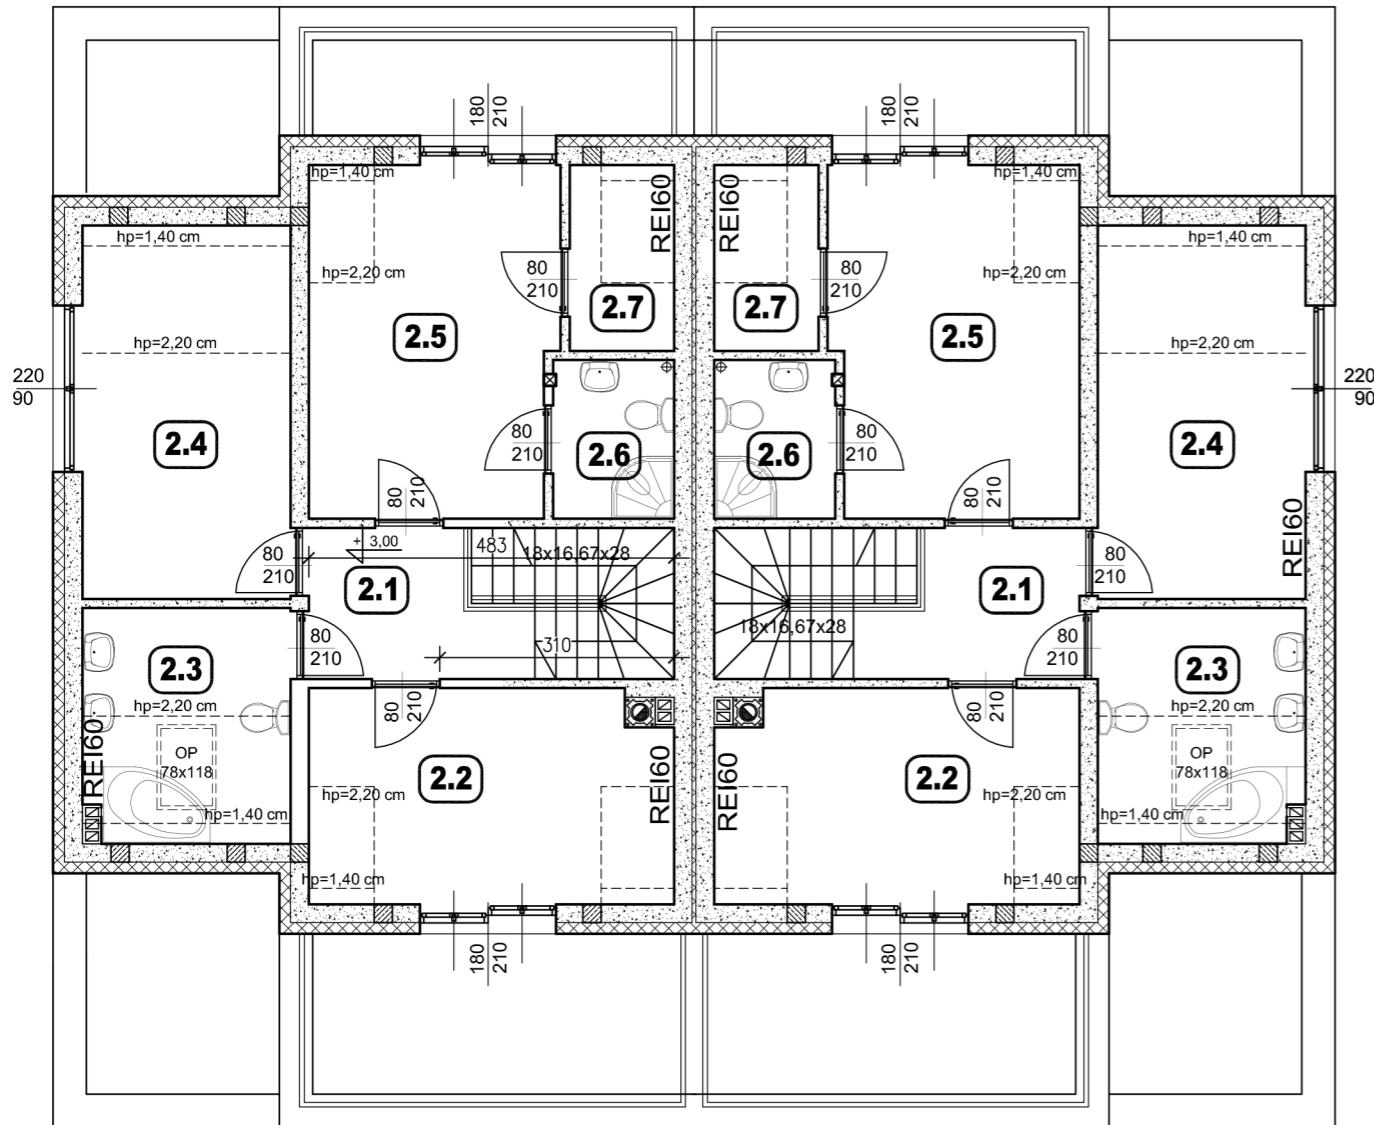 180
210
180
210
hp=1,40 cm
REI60
REI60
hp=1,40 cm
hp=1,40 cm
hp=1,40 cm
hp=2,20 cm
80
210
80
210
hp=2,20 cm
2.7
2.7
2.5
2.5
hp=2,20 cm
hp=2,20 cm
220
90
220
90
2.4
80
210
2.6
2.6
80
210
2.4
80
210
80
210
REI60
+ 3,00
483
18x16,67x28
80
210
2.1
2.1
80
210
80
210
310
18x16,67x28
80
210
2.3
2.3
hp=2,20 cm
80
210
80
210
hp=2,20 cm
REI60
OP
78x118
2.2
REI60
REI60
2.2
OP
78x118
hp=2,20 cm
hp=2,20 cm
hp=1,40 cm
hp=1,40 cm
hp=1,40 cm
hp=1,40 cm
180
210
180
210